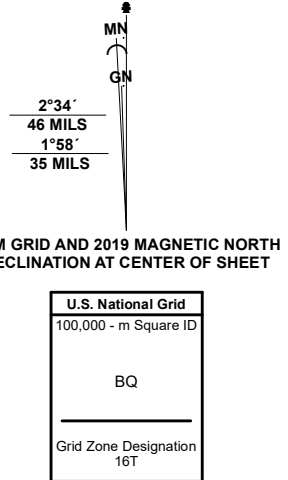 MN
GN
2°34´
46 MILS
1°58´
35 MILS
M GRID AND 2019 MAGNETIC NORTH
ECLINATION AT CENTER OF SHEET
U.S. National Grid
100,000 - m Square ID
BQ
Grid Zone Designation
16T